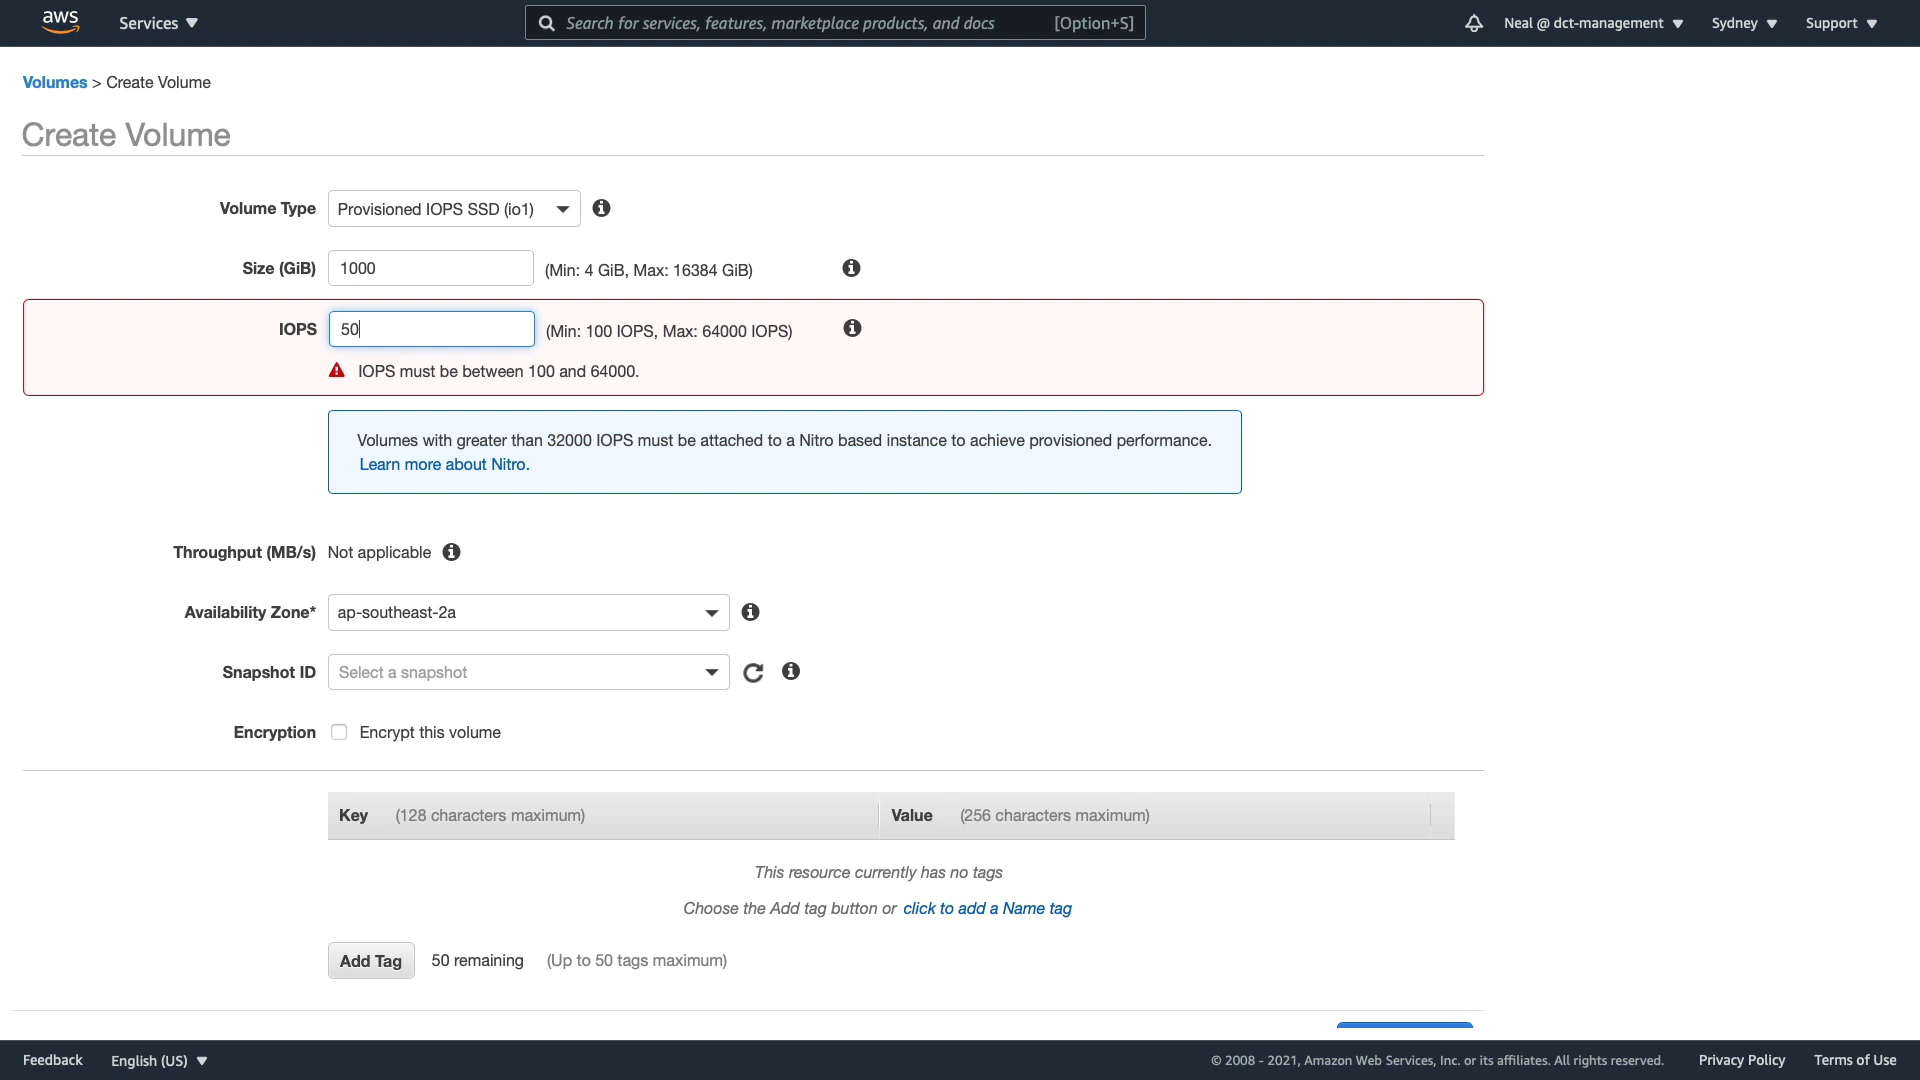 aws
Services
Search for services, features, marketplace products, and docs
[Option+S]
Neal @ dct-management
Sydney
Support
Volumes > Create Volume
Create Volume
Volume Type
Provisioned IOPS SSD (io1)
Size (GiB)
1000
(Min: 4 GiB, Max: 16384 GiB)
IOPS
50
(Min: 100 IOPS, Max: 64000 IOPS)
IOPS must be between 100 and 64000.
Volumes with greater than 32000 IOPS must be attached to a Nitro based instance to achieve provisioned performance.
Learn more about Nitro.
Throughput (MB/s)
Not applicable
Availability Zone*
ap-southeast-2a
Snapshot ID
Select a snapshot
Encryption
Encrypt this volume
Key
(128 characters maximum)
Value
(256 characters maximum)
This resource currently has no tags
Choose the Add tag button or click to add a Name tag
Add Tag
50 remaining
(Up to 50 tags maximum)
Feedback
English (US)
© 2008 - 2021, Amazon Web Services, Inc. or its affiliates. All rights reserved.
Privacy Policy
Terms of Use